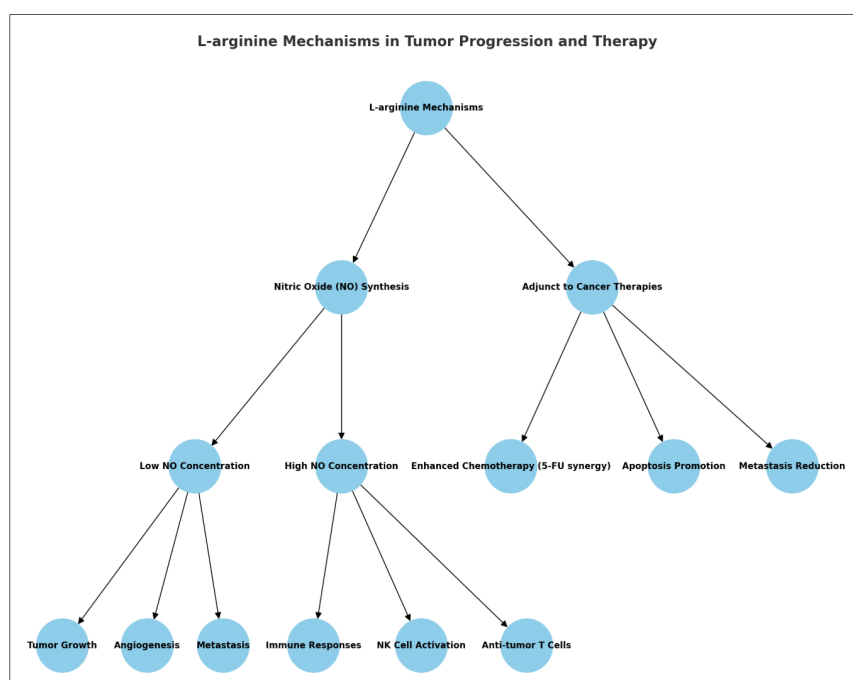 L-arginine Mechanisms in Tumor Progression and Therapy
L-arginine Mechanisms
Nitric Oxide (NO) Synthesis
Adjunct to Cancer Therapies
Low NO Concentration
High NO Concentration
Enhanced Chemotherapy (5-FU synergy)
Apoptosis Promotion
Metastasis Reduction
Tumor Growth
Angiogenesis
Metastasis
Immune Responses
NK Cell Activation
Anti-tumor T Cells